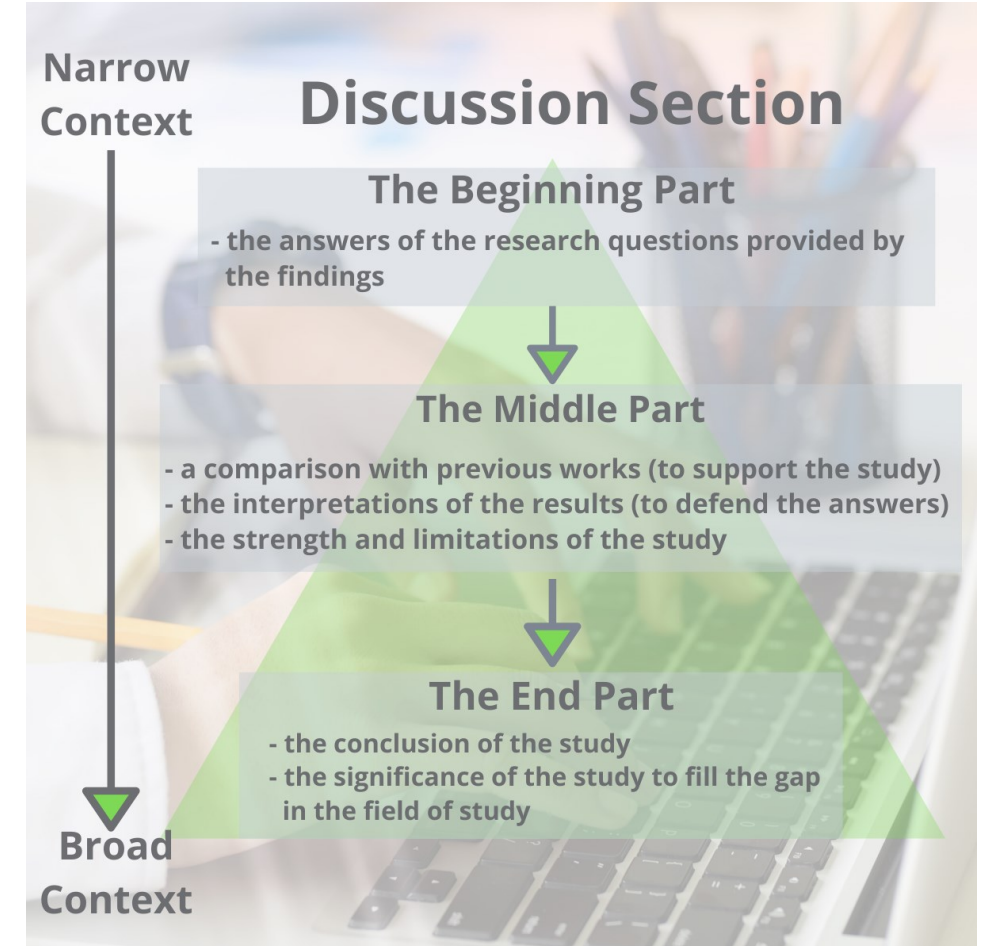 Narrow
Context
Discussion Section
The Beginning Part
- the answers of the research questions provided by
the findings
The Middle Part
- a comparison with previous works (to support the study)
- the interpretations of the results (to defend the answers)
- the strength and limitations of the study
The End Part
- the conclusion of the study
- the significance of the study to fill the gap
in the field of study
Broad
Context